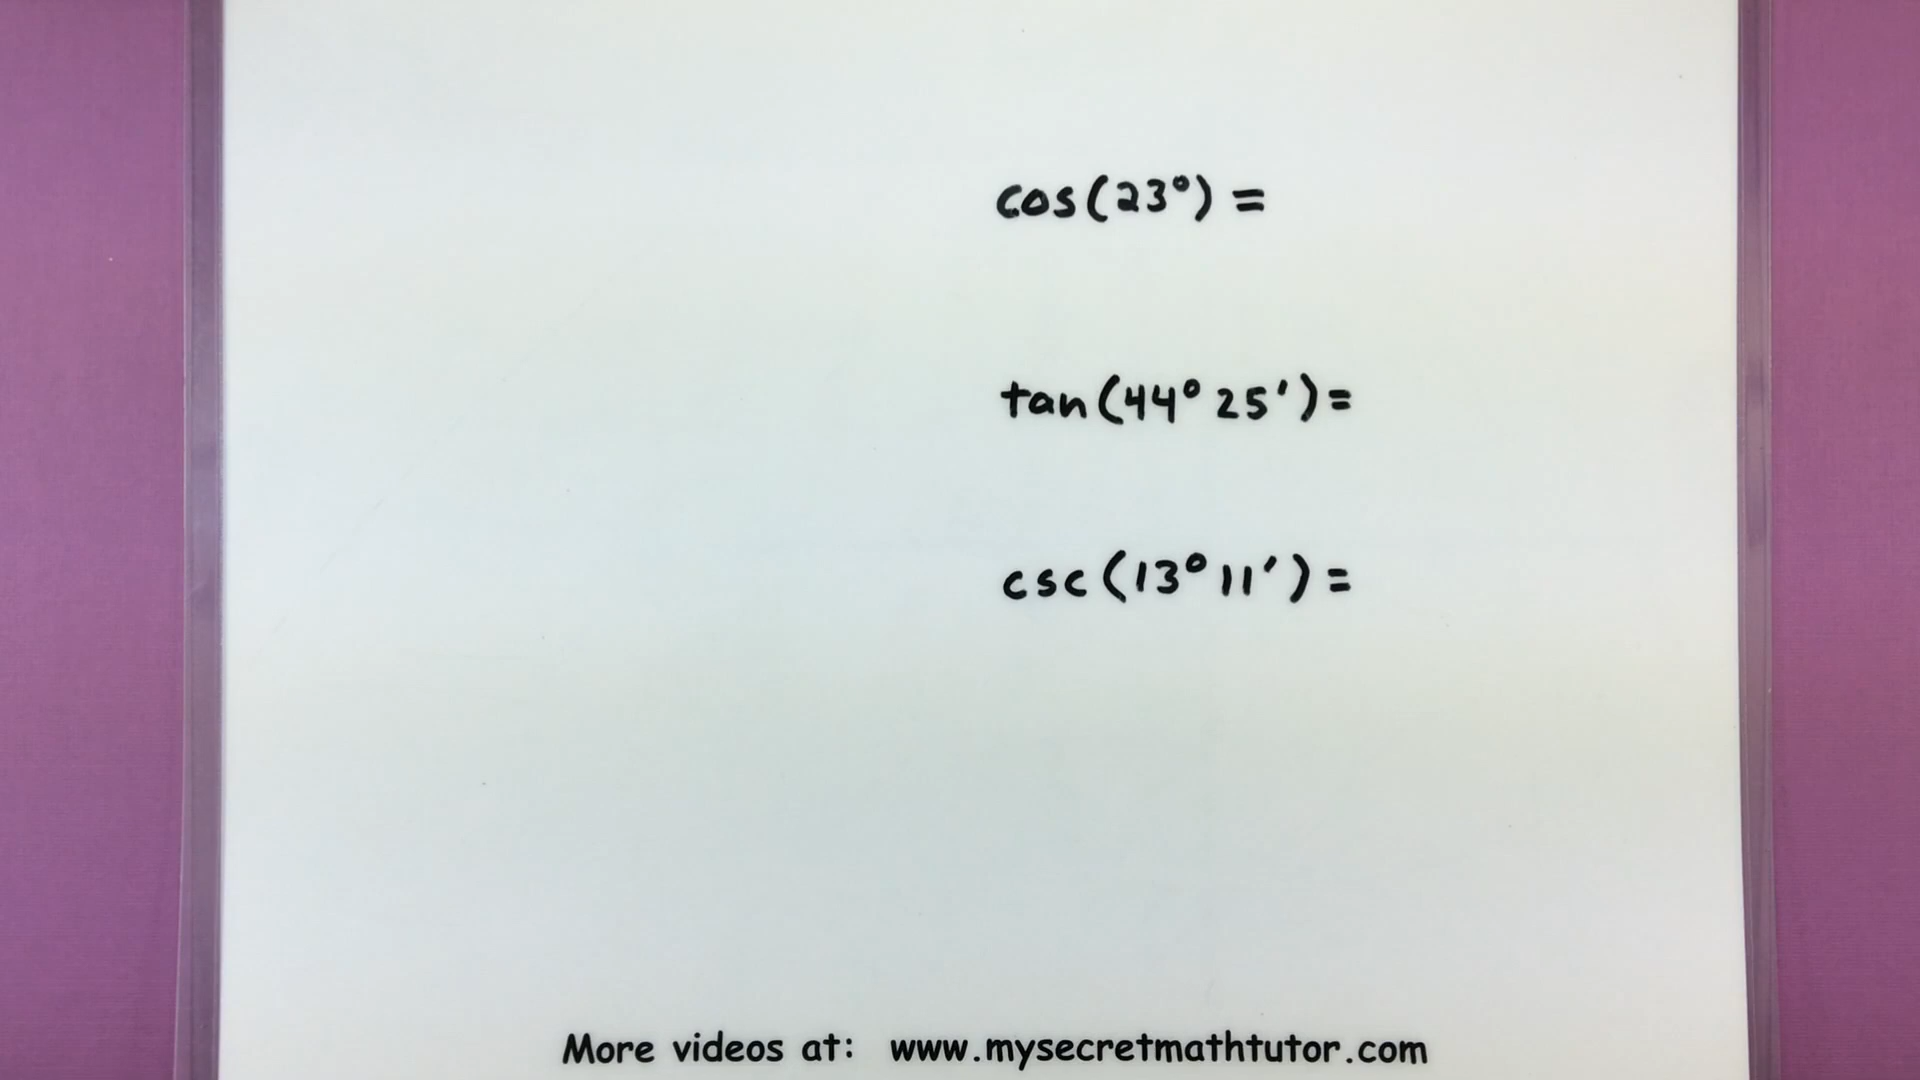 cos(23°) =
tan(44° 25′) =
csc(13° 11′) =
More videos at: www.mysecretmathtutor.com